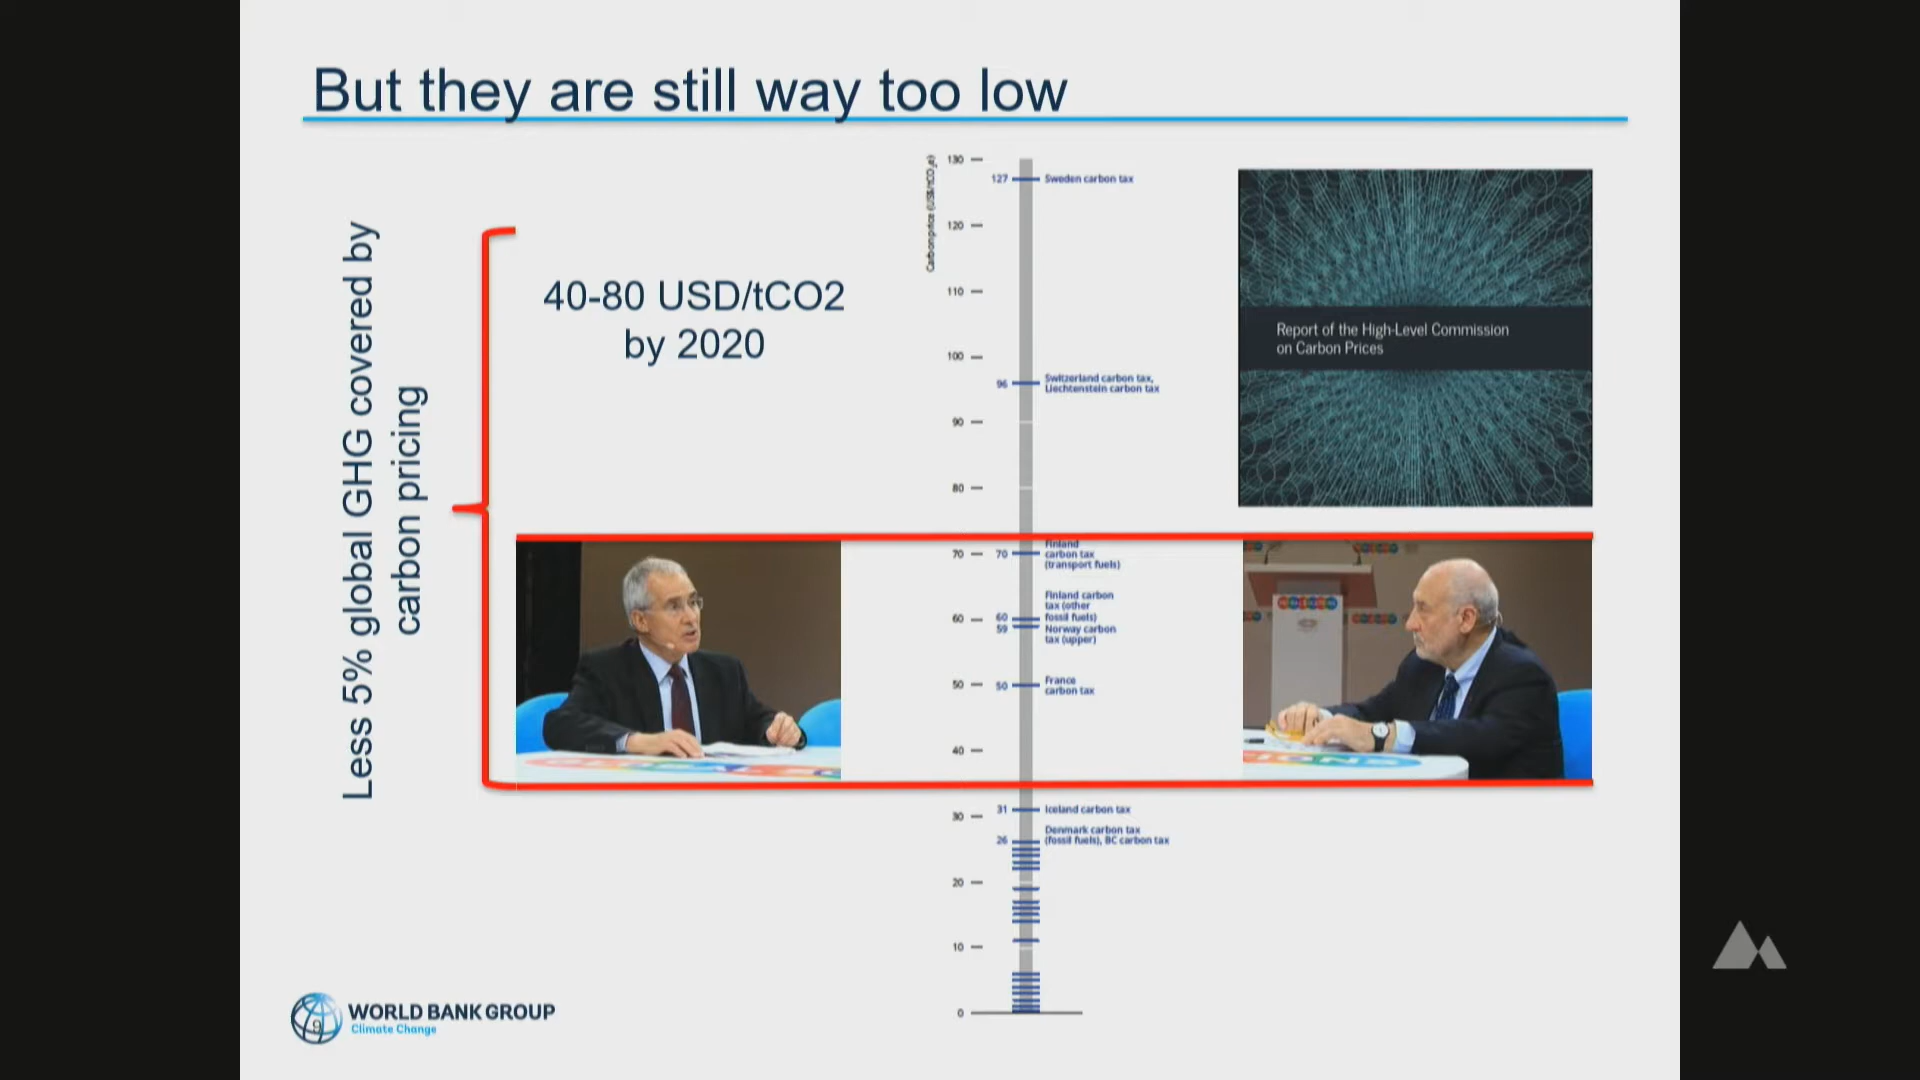 But they are still way too low
Less 5% global GHG covered by
carbon pricing
40-80 USD/tCO2
by 2020
Carbon price (US$/tCO₂e)
130
127 Sweden carbon tax
120
110
100
96 Switzerland carbon tax,
Liechtenstein carbon tax
90
80
70 70 Finland
carbon tax
(transport fuels)
Finland carbon
tax (other
60 60 fossil fuels)
59 Norway carbon
tax (upper)
50 50 France
carbon tax
40
31 Iceland carbon tax
30
Denmark carbon tax
26 (fossil fuels), BC carbon tax
20
10
0
Report of the High-Level Commission
on Carbon Prices
WORLD BANK GROUP
Climate Change
9